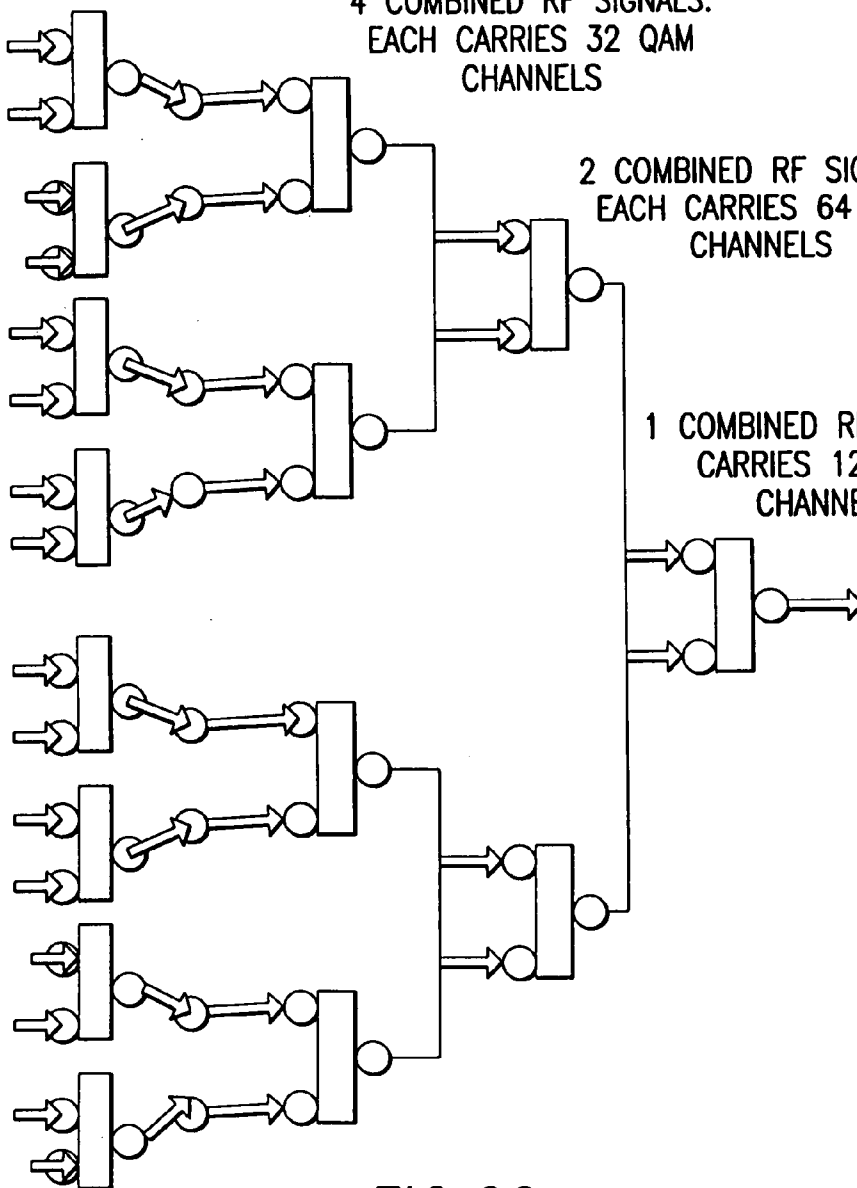 4 COMBINED RF SIGNALS.
EACH CARRIES 32 QAM
CHANNELS
2 COMBINED RF
EACH CARRIES 64
CHANNELS
1 COMBINED
CARRIES